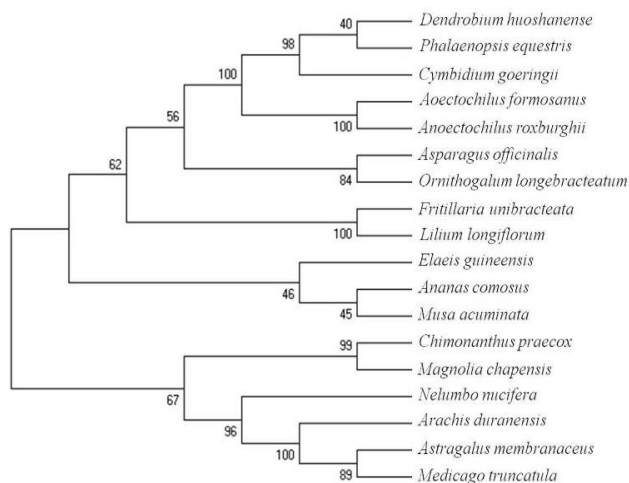 40
Dendrobium huoshanense
98
Phalaenopsis equestris
Cymbidium goeringii
100
Aoectochilus formosanus
100
Anoectochilus roxburghii
56
Asparagus officinalis
84
Ornithogalum longebracteatum
62
Fritillaria unibracteata
100
Lilium longiflorum
Elaeis guineensis
46
Ananas comosus
45
Musa acuminata
99
Chimonanthus praecox
Magnolia chapensis
67
Nelumbo nucifera
96
Arachis duranensis
100
Astragalus membranaceus
89
Medicago truncatula